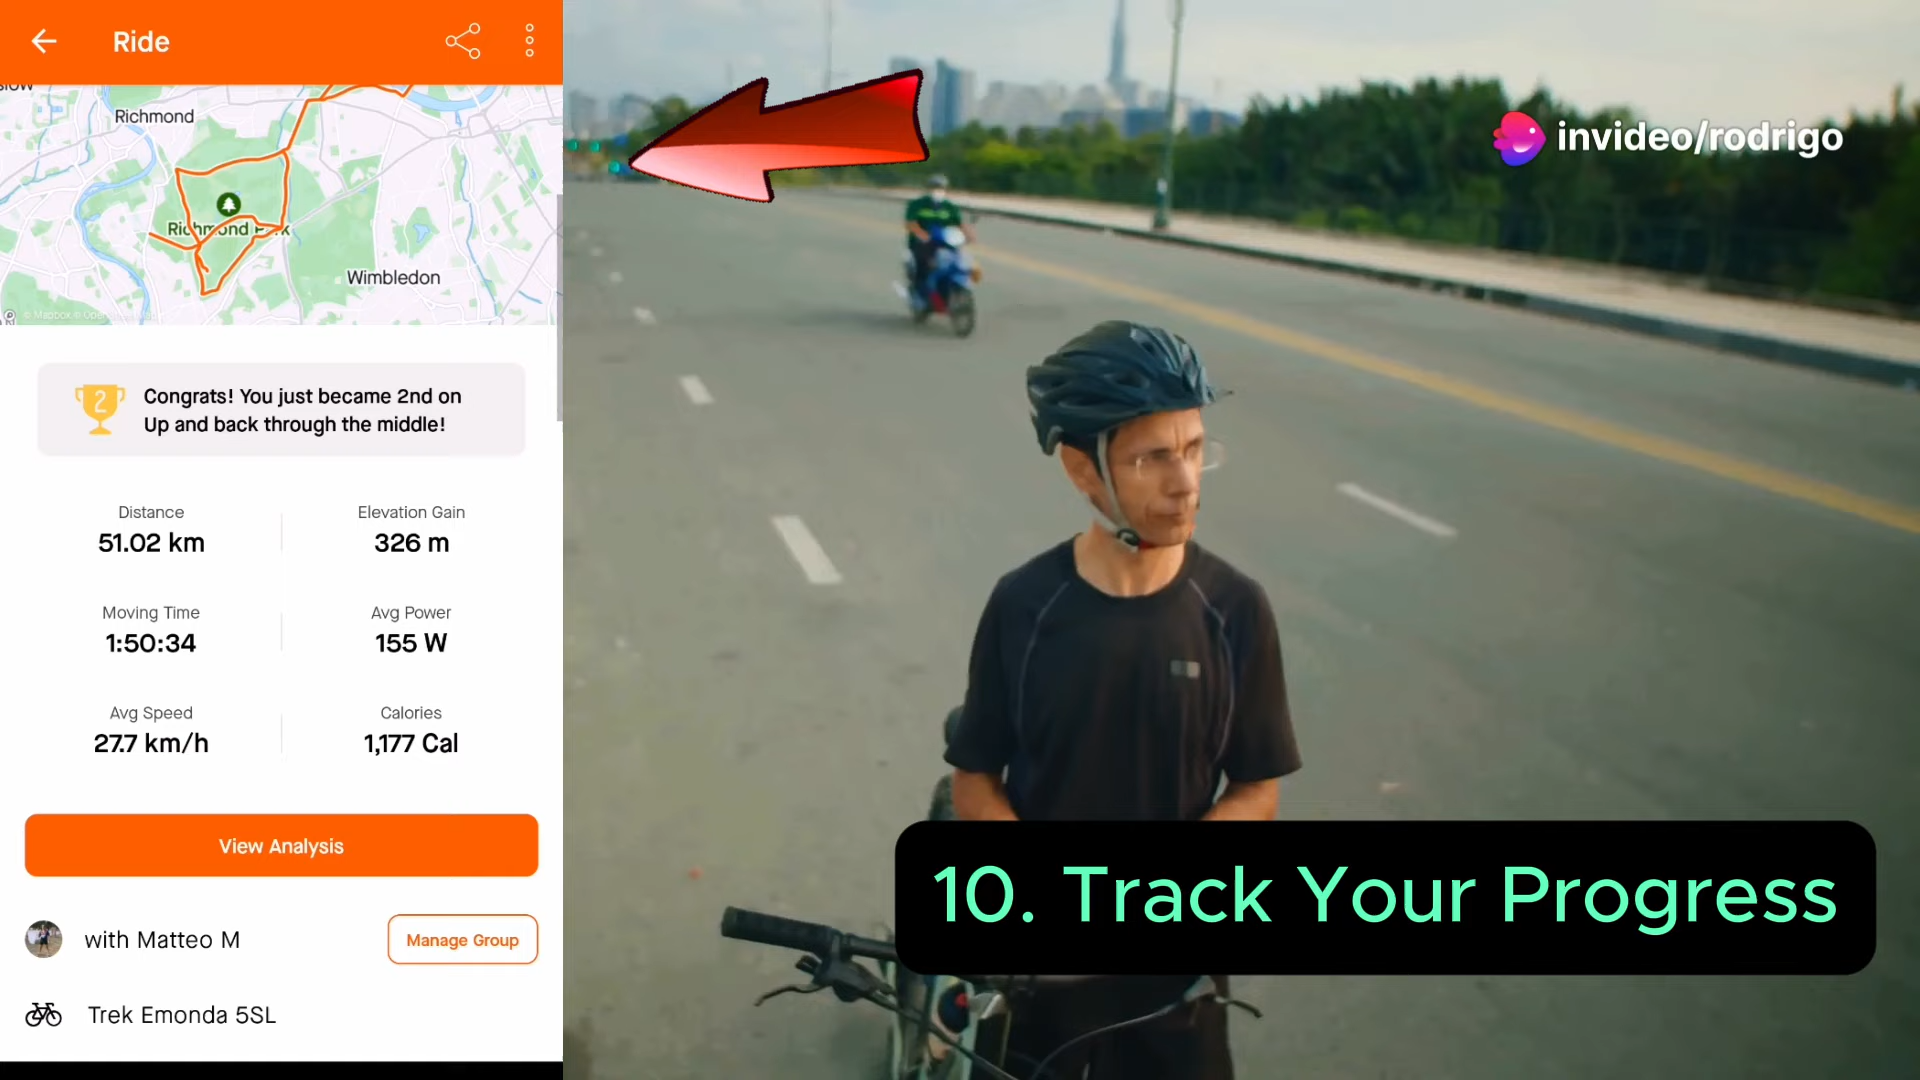 Ride
Richmond
Richmond Park
Wimbledon
© Mapbox ©
2
Congrats! You just became 2nd on
Up and back through the middle!
Distance
51.02 km
Elevation Gain
326 m
Moving Time
1:50:34
Avg Power
155 W
Avg Speed
27.7 km/h
Calories
1,177 Cal
View Analysis
with Matteo M
Manage Group
Trek Emonda 5SL
invideo/rodrigo
10. Track Your Progress